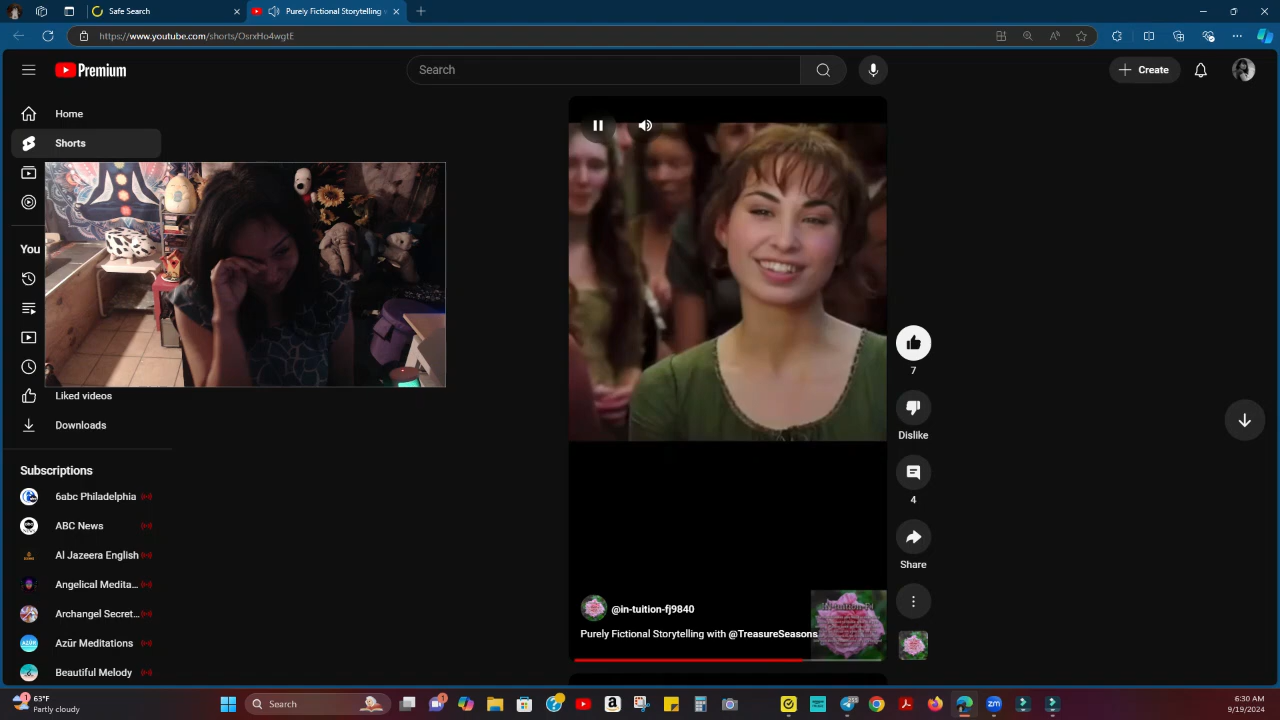 Safe Search
Purely Fictional Storytelling
https://www.youtube.com/shorts/OsrxHo4wgtE
Premium
Search
Create
Home
Shorts
You
Liked videos
Downloads
Subscriptions
6abc Philadelphia
ABC News
Al Jazeera English
Angelical Medita...
Archangel Secret...
Azūr Meditations
Beautiful Melody
7
Dislike
4
Share
@in-tuition-fj9840
Purely Fictional Storytelling with @TreasureSeasons
63°F
Partly cloudy
Search
6:30 AM
9/19/2024